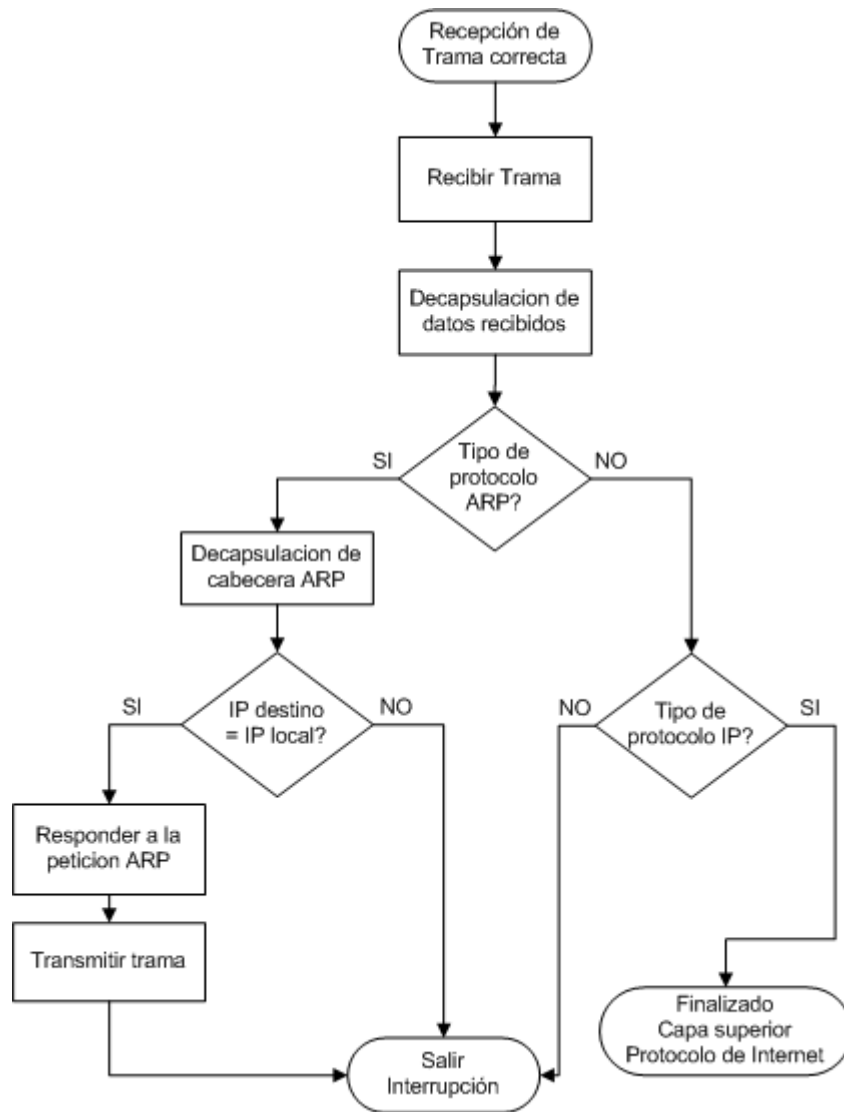 Recepción de
Trama correcta
Recibir Trama
Decapsulacion de
datos recibidos
Tipo de
protocolo
ARP?
SI
NO
Decapsulacion de
cabecera ARP
IP destino
= IP local?
SI
NO
Tipo de
protocolo IP?
NO
SI
Responder a la
peticion ARP
Transmitir trama
Salir
Interrupción
Finalizado
Capa superior
Protocolo de Internet